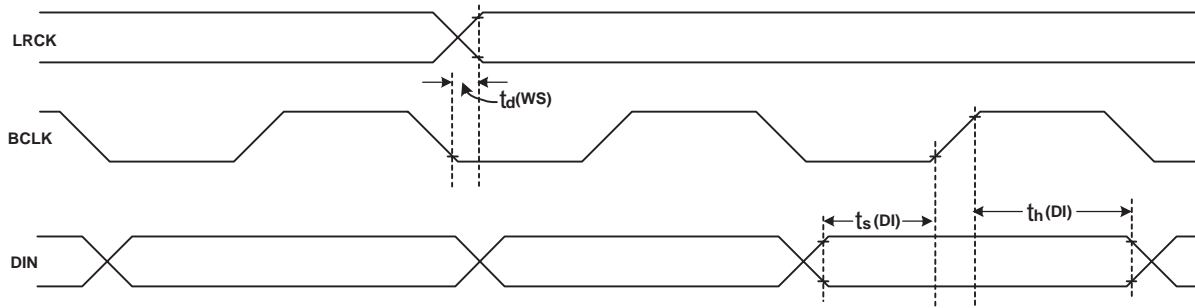 LRCK
td(WS)
BCLK
ts(DI)
th(DI)
DIN